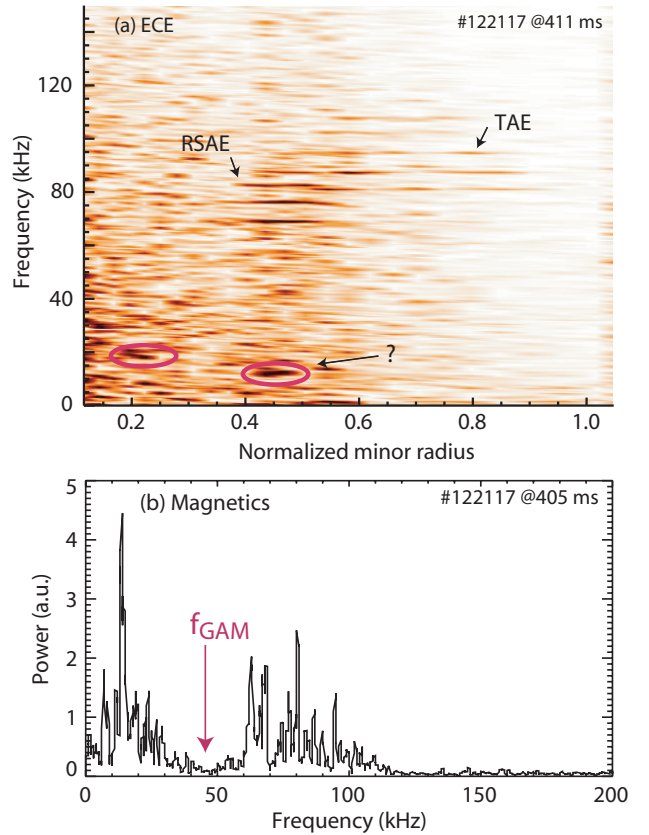 (a) ECE
#122117 @411 ms
120
80
40
0
Frequency (kHz)
RSAE
TAE
?
0.2 0.4 0.6 0.8 1.0
Normalized minor radius
(b) Magnetics
#122117 @405 ms
5
4
3
2
1
0
Power (a.u.)
fGAM
0 50 100 150 200
Frequency (kHz)